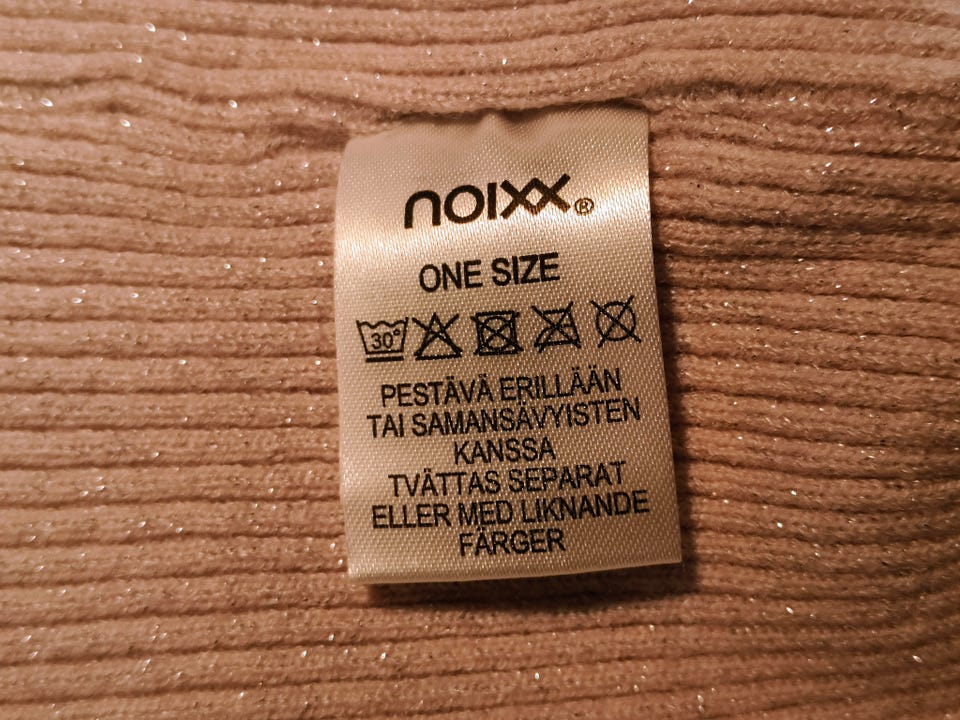 noixx®
ONE SIZE
30°
PESTÄVÄ ERILLÄÄN
TAI SAMANSÄVYISTEN
KANSSA
TVÄTTAS SEPARAT
ELLER MED LIKNANDE
FÄRGER